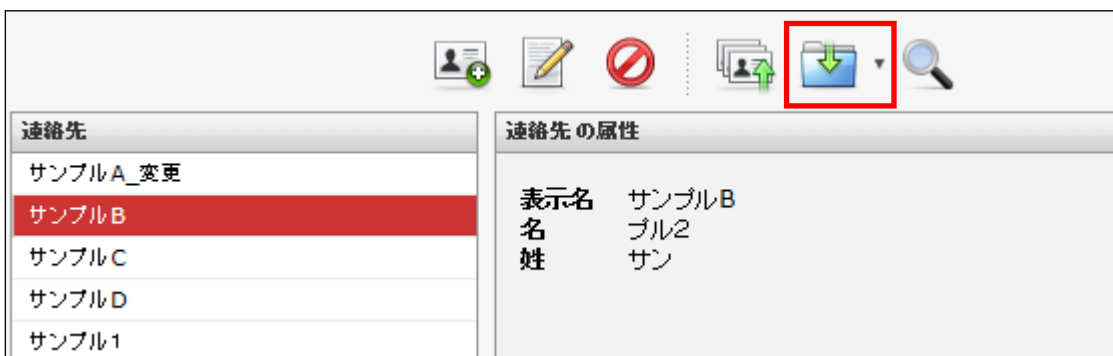 連絡先
サンプルA_変更
サンプルB
サンプルC
サンプルD
サンプル1
連絡先の属性
表示名 サンプルB
名 プル2
姓 サン